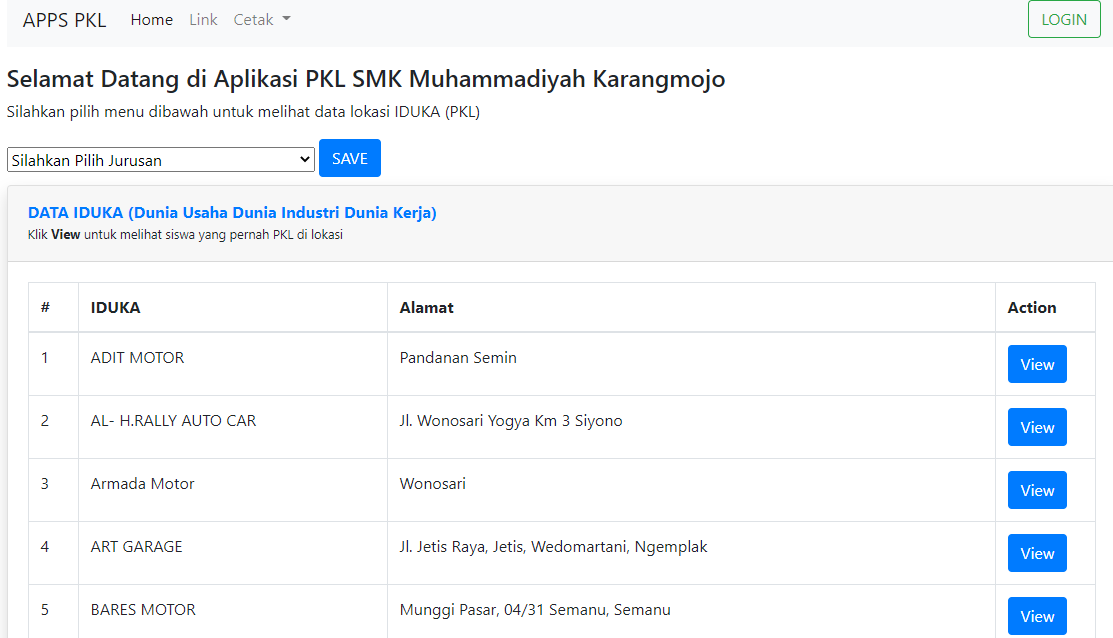 APPS PKL Home Link Cetak LOGIN
Selamat Datang di Aplikasi PKL SMK Muhammadiyah Karangmojo
Silahkan pilih menu dibawah untuk melihat data lokasi IDUKA (PKL)
Silahkan Pilih Jurusan SAVE
DATA IDUKA (Dunia Usaha Dunia Industri Dunia Kerja)
Klik View untuk melihat siswa yang pernah PKL di lokasi
# IDUKA Alamat Action
1 ADIT MOTOR Pandanan Semin View
2 AL- H.RALLY AUTO CAR Jl. Wonosari Yogya Km 3 Siyono View
3 Armada Motor Wonosari View
4 ART GARAGE Jl. Jetis Raya, Jetis, Wedomartani, Ngemplak View
5 BARES MOTOR Munggi Pasar, 04/31 Semanu, Semanu View